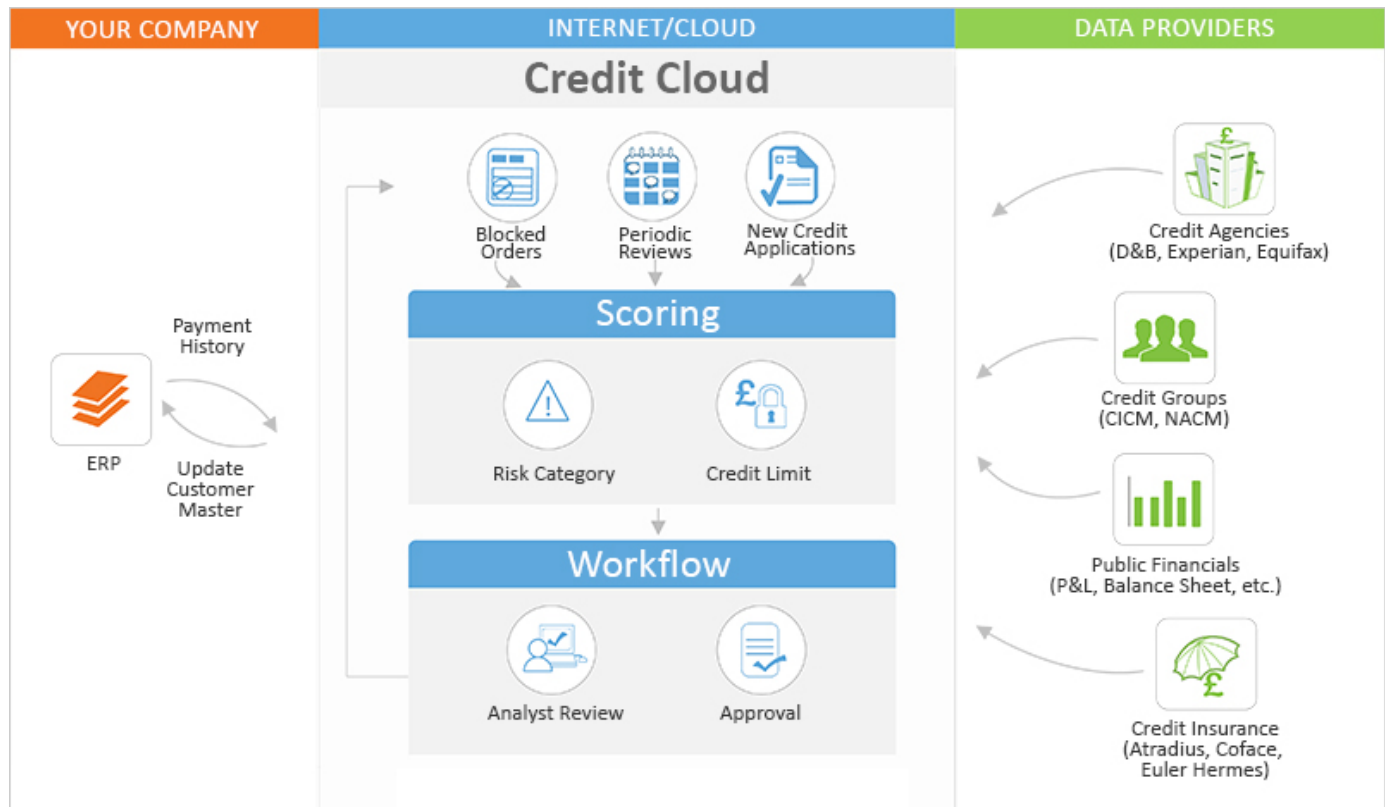 YOUR COMPANY
INTERNET/CLOUD
DATA PROVIDERS
Credit Cloud
Blocked
Orders
Periodic
Reviews
New Credit
Applications
Scoring
£
Risk Category
Credit Limit
Workflow
Analyst Review
Approval
Payment
History
ERP
Update
Customer
Master
£
Credit Agencies
(D&B, Experian, Equifax)
Credit Groups
(CICM, NACM)
Public Financials
(P&L, Balance Sheet, etc.)
£
Credit Insurance
(Atradius, Coface,
Euler Hermes)